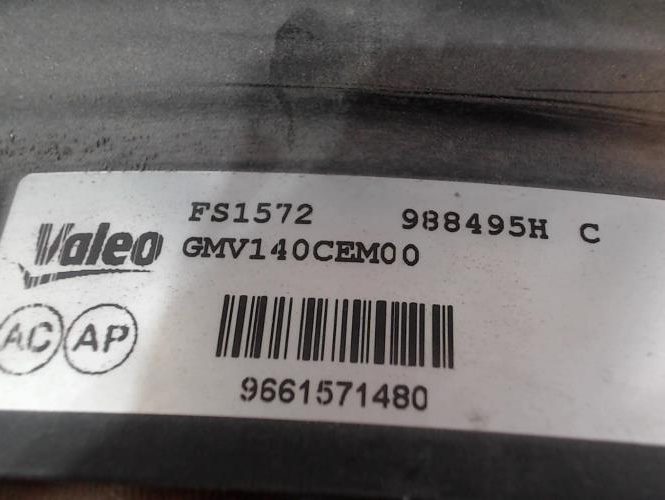 Valeo FS1572 988495H C
GMV140CEM00
AC AP
9661571480